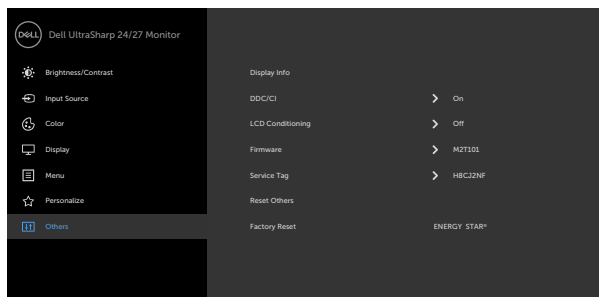 DELL Dell UltraSharp 24/27 Monitor
Brightness/Contrast Display Info
Input Source DDC/CI On
Color LCD Conditioning Off
Display Firmware M2T101
Menu Service Tag H8CJ2NF
Personalize Reset Others
Others Factory Reset ENERGY STAR®